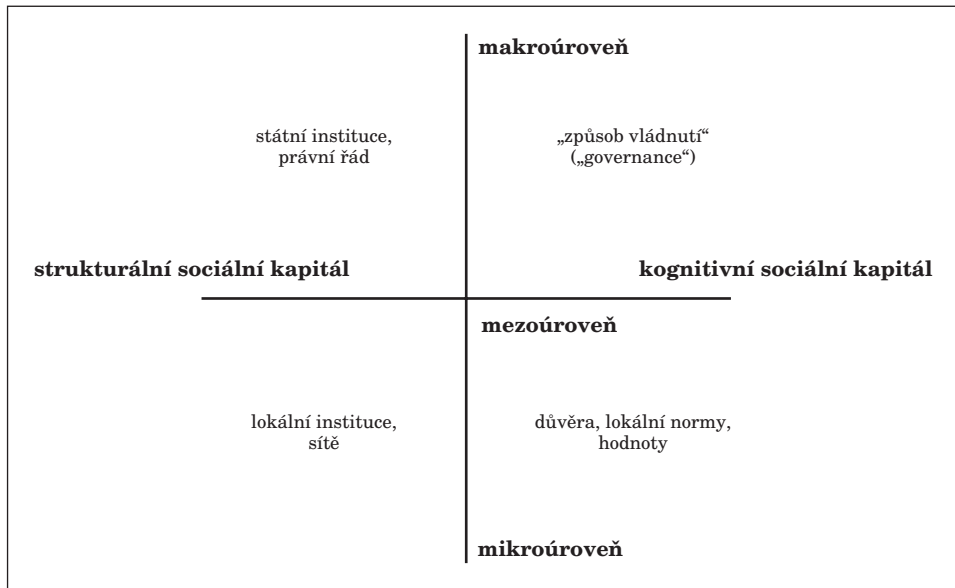 makroúroveň
státní instituce,
právní řád
„způsob vládnutí“
(„governance“)
strukturální sociální kapitál
kognitivní sociální kapitál
mezoúroveň
lokální instituce,
sítě
důvěra, lokální normy,
hodnoty
mikroúroveň